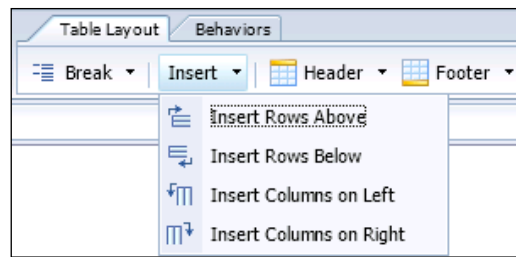 Table Layout Behaviors
Break Insert Header Footer
Insert Rows Above
Insert Rows Below
Insert Columns on Left
Insert Columns on Right